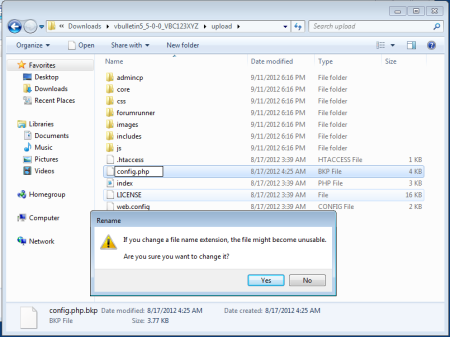 Downloads ▸ vbulletin5_5-0-0_VBC123XYZ ▸ upload ▸
Search upload
Organize
Open
Share with
New folder
Favorites
Desktop
Downloads
Recent Places
Libraries
Documents
Music
Pictures
Videos
Homegroup
Computer
Network
Name Date modified Type Size
admincp 9/11/2012 6:16 PM File folder
core 9/11/2012 6:16 PM File folder
css 9/11/2012 6:16 PM File folder
forumrunner 9/11/2012 6:16 PM File folder
images 9/11/2012 6:16 PM File folder
includes 9/11/2012 6:16 PM File folder
js 9/11/2012 6:16 PM File folder
.htaccess 8/17/2012 3:39 AM HTACCESS File 1 KB
config.php 8/17/2012 4:25 AM BKP File 4 KB
index 8/17/2012 3:39 AM PHP File 3 KB
LICENSE 8/17/2012 3:39 AM File 1 KB
web.config 8/17/2012 3:39 AM CONFIG File 2 KB
Rename
If you change a file name extension, the file might become unusable.
Are you sure you want to change it?
Yes
No
config.php.bkp Date modified: 8/17/2012 4:25 AM Date created: 8/17/2012 4:25 AM
BKP File Size: 3.77 KB